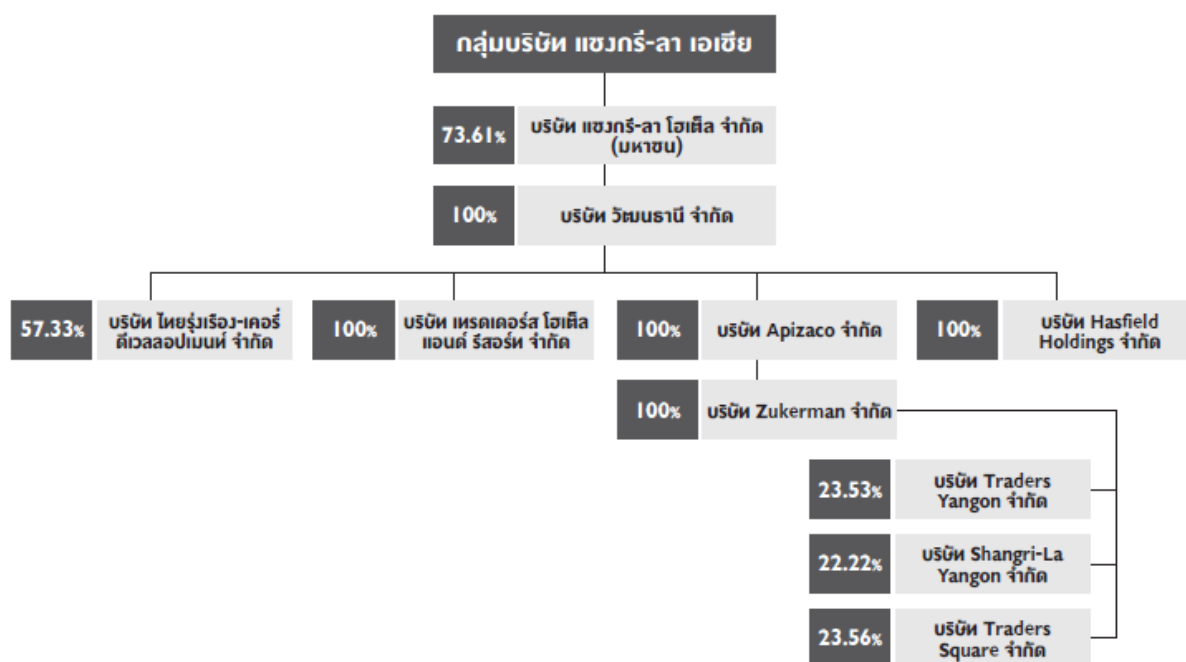 กลุ่มบริษัท แชงกรี-ลา เอเชีย
73.61%
บริษัท แชงกรี-ลา โฮเต็ล จำกัด
(มหาชน)
100%
บริษัท วัฒนธานี จำกัด
57.33%
บริษัท ไทยรุ่งเรือง-เคอรี่
ดีเวลลอปเมนท์ จำกัด
100%
บริษัท เทรดเดอร์ส โฮเต็ล
แอนด์ รีสอร์ท จำกัด
100%
บริษัท Apizaco จำกัด
100%
บริษัท Hasfield
Holdings จำกัด
100%
บริษัท Zukerman จำกัด
23.53%
บริษัท Traders
Yangon จำกัด
22.22%
บริษัท Shangri-La
Yangon จำกัด
23.56%
บริษัท Traders
Square จำกัด